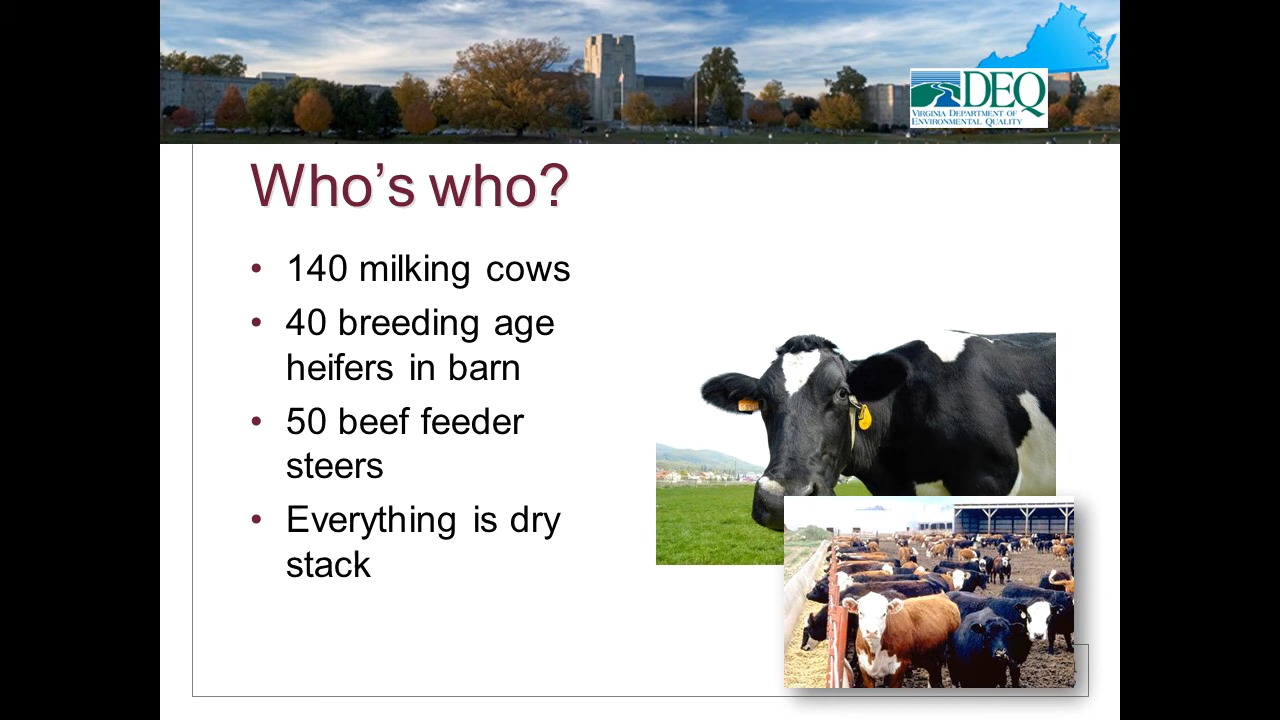 DEQ
VIRGINIA DEPARTMENT OF
ENVIRONMENTAL QUALITY
Who’s who?
• 140 milking cows
• 40 breeding age
heifers in barn
• 50 beef feeder
steers
• Everything is dry
stack